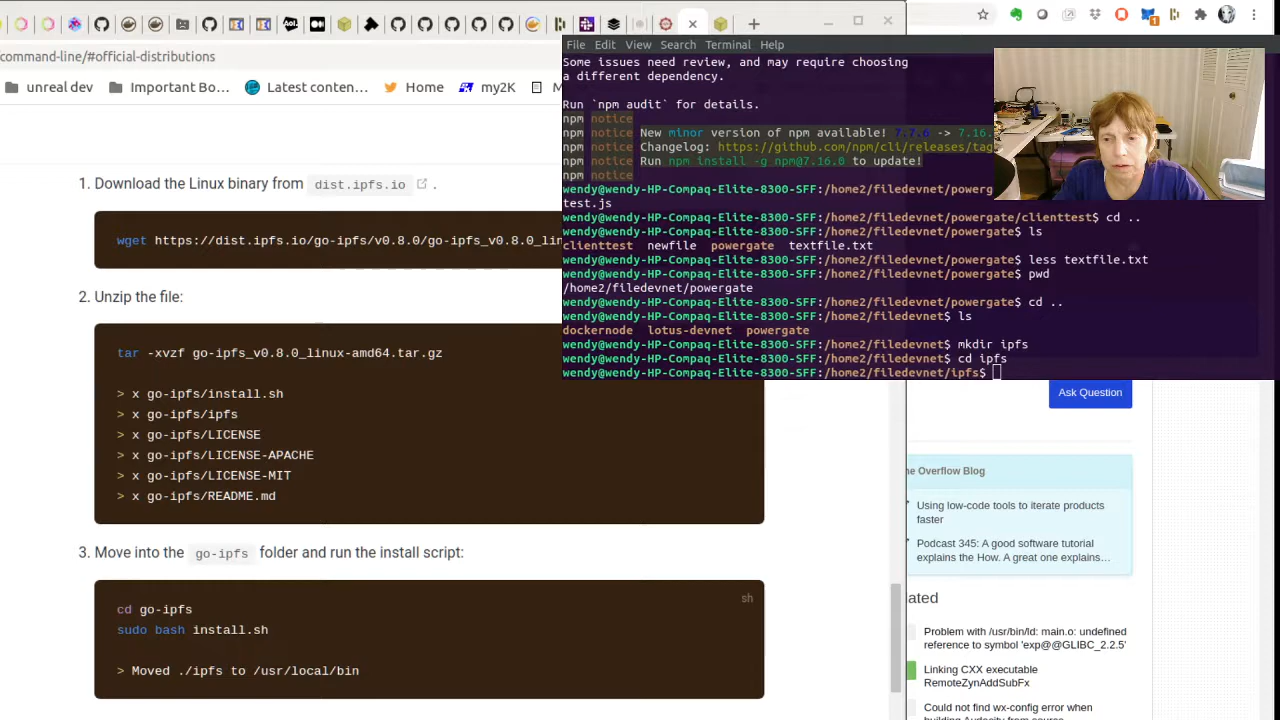 command-line/#official-distributions
unreal dev
Important Bo...
Latest conten...
Home
my2K
1. Download the Linux binary from dist.ipfs.io .
wget https://dist.ipfs.io/go-ipfs/v0.8.0/go-ipfs_v0.8.0_lin
2. Unzip the file:
tar -xvzf go-ipfs_v0.8.0_linux-amd64.tar.gz
> x go-ipfs/install.sh
> x go-ipfs/ipfs
> x go-ipfs/LICENSE
> x go-ipfs/LICENSE-APACHE
> x go-ipfs/LICENSE-MIT
> x go-ipfs/README.md
3. Move into the go-ipfs folder and run the install script:
sh
cd go-ipfs
sudo bash install.sh
> Moved ./ipfs to /usr/local/bin
File Edit View Search Terminal Help
Some issues need review, and may require choosing
a different dependency.
Run `npm audit` for details.
npm notice
npm notice New minor version of npm available! 7.7.6 -> 7.16.
npm notice Changelog: https://github.com/npm/cli/releases/tag
npm notice Run npm install -g npm@7.16.0 to update!
npm notice
wendy@wendy-HP-Compaq-Elite-8300-SFF:/home2/filedevnet/powerg
test.js
wendy@wendy-HP-Compaq-Elite-8300-SFF:/home2/filedevnet/powergate/clienttest$ cd ..
wendy@wendy-HP-Compaq-Elite-8300-SFF:/home2/filedevnet/powergate$ ls
clienttest newfile powergate textfile.txt
wendy@wendy-HP-Compaq-Elite-8300-SFF:/home2/filedevnet/powergate$ less textfile.txt
wendy@wendy-HP-Compaq-Elite-8300-SFF:/home2/filedevnet/powergate$ pwd
/home2/filedevnet/powergate
wendy@wendy-HP-Compaq-Elite-8300-SFF:/home2/filedevnet/powergate$ cd ..
wendy@wendy-HP-Compaq-Elite-8300-SFF:/home2/filedevnet$ ls
dockernode lotus-devnet powergate
wendy@wendy-HP-Compaq-Elite-8300-SFF:/home2/filedevnet$ mkdir ipfs
wendy@wendy-HP-Compaq-Elite-8300-SFF:/home2/filedevnet$ cd ipfs
wendy@wendy-HP-Compaq-Elite-8300-SFF:/home2/filedevnet/ipfs$
Ask Question
he Overflow Blog
Using low-code tools to iterate products
faster
Podcast 345: A good software tutorial
explains the How. A great one explains…
ated
Problem with /usr/bin/ld: main.o: undefined
reference to symbol 'exp@@GLIBC_2.2.5'
Linking CXX executable
RemoteZynAddSubFx
Could not find wx-config error when
building Audacity from source